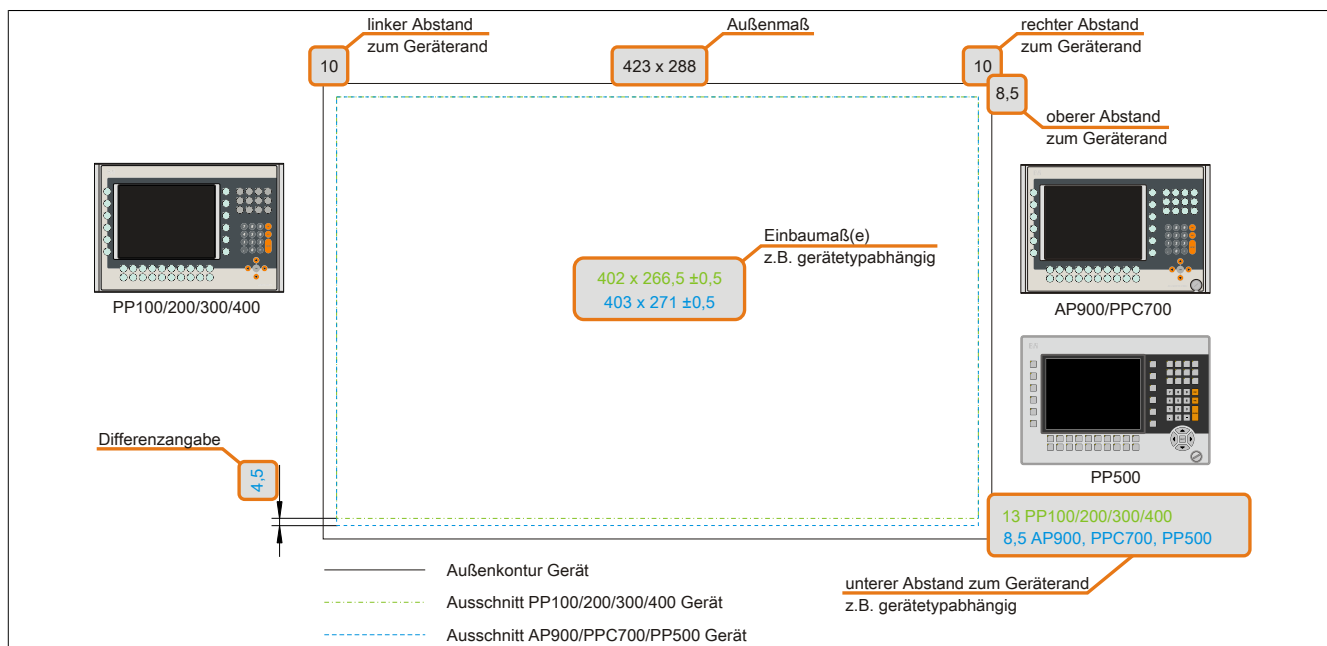 linker Abstand
zum Geräterand
Außenmaß
rechter Abstand
zum Geräterand
10
423 x 288
10
8,5
oberer Abstand
zum Geräterand
Einbaumaß(e)
z.B. gerätetypabhängig
402 x 266,5 ±0,5
403 x 271 ±0,5
PP100/200/300/400
AP900/PPC700
Differenzangabe
4,5
PP500
13 PP100/200/300/400
8,5 AP900, PPC700, PP500
Außenkontur Gerät
unterer Abstand zum Geräterand
z.B. gerätetypabhängig
Ausschnitt PP100/200/300/400 Gerät
Ausschnitt AP900/PPC700/PP500 Gerät